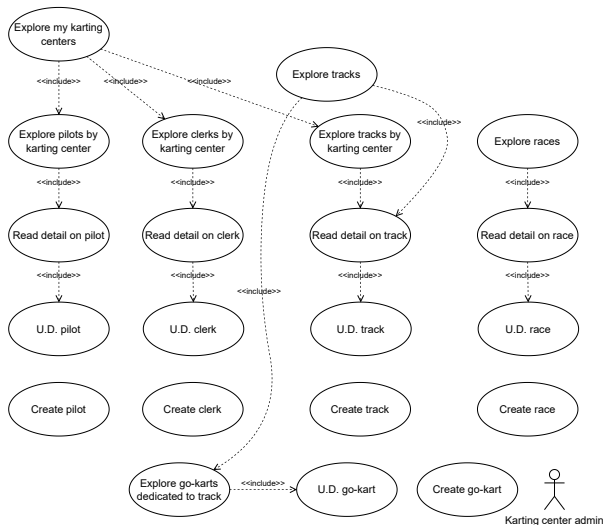 Explore my karting
centers
Explore tracks
<<include>>
<<include>>
<<include>>
<<include>>
Explore pilots by
karting center
Explore clerks by
karting center
Explore tracks by
karting center
Explore races
<<include>>
<<include>>
<<include>>
<<include>>
Read detail on pilot
Read detail on clerk
Read detail on track
Read detail on race
<<include>>
<<include>>
<<include>>
<<include>>
<<include>>
U.D. pilot
U.D. clerk
U.D. track
U.D. race
Create pilot
Create clerk
Create track
Create race
Explore go-karts
dedicated to track
<<include>>
U.D. go-kart
Create go-kart
Karting center admin